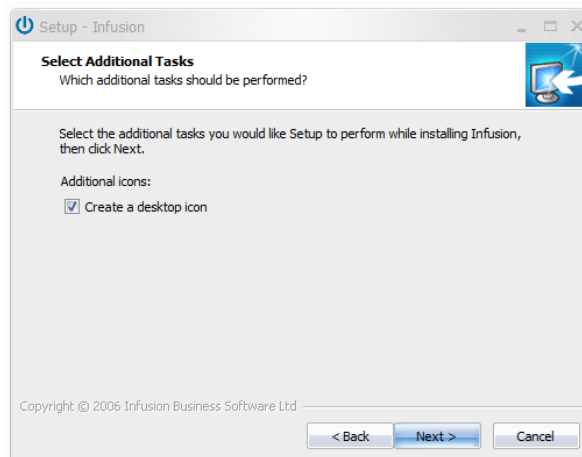 Setup - Infusion
Select Additional Tasks
Which additional tasks should be performed?
Select the additional tasks you would like Setup to perform while installing Infusion,
then click Next.
Additional icons:
Create a desktop icon
Copyright © 2006 Infusion Business Software Ltd
< Back Next > Cancel